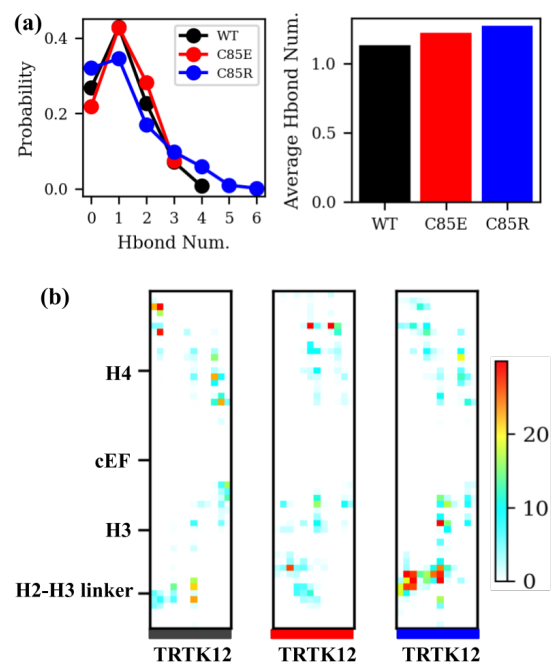 (a)
WT
C85E
C85R
Probability
0.4
0.2
0.0
0 1 2 3 4 5 6
Hbond Num.
Average Hbond Num.
1.0
0.5
0.0
WT C85E C85R
(b)
H4
cEF
H3
H2-H3 linker
20
10
0
TRTK12 TRTK12 TRTK12